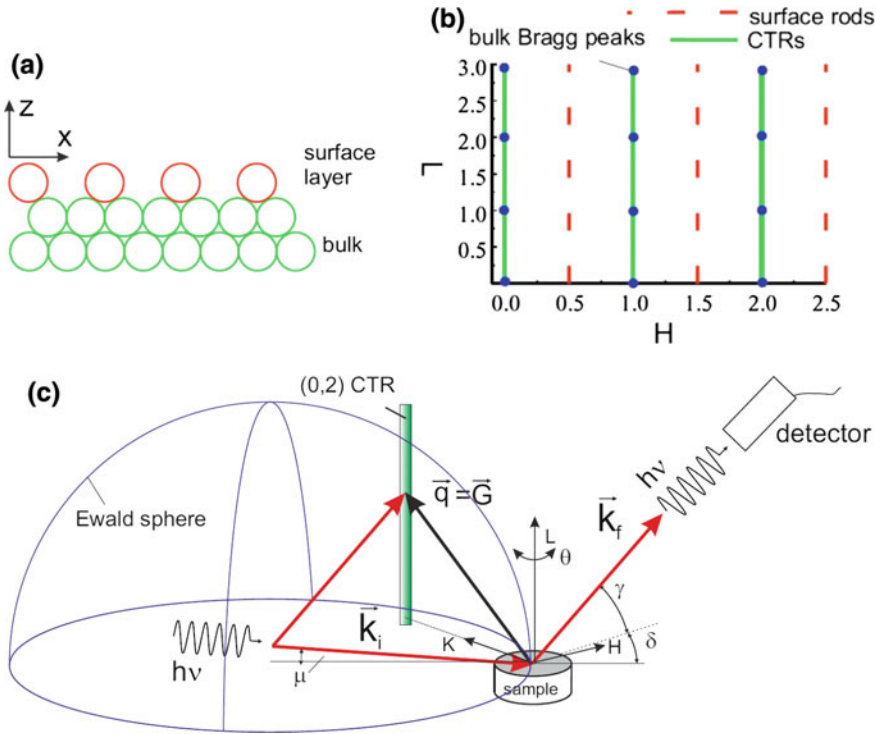 (a)
z
x
surface
layer
bulk
(b)
bulk Bragg peaks
surface rods
CTRs
3.0
2.5
2.0
1.5
1.0
0.5
L
0.0 0.5 1.0 1.5 2.0 2.5
H
(c)
(0,2) CTR
Ewald sphere
q = G
hν
k_i
μ
K
L
θ
H
sample
k_f
hν
γ
δ
detector